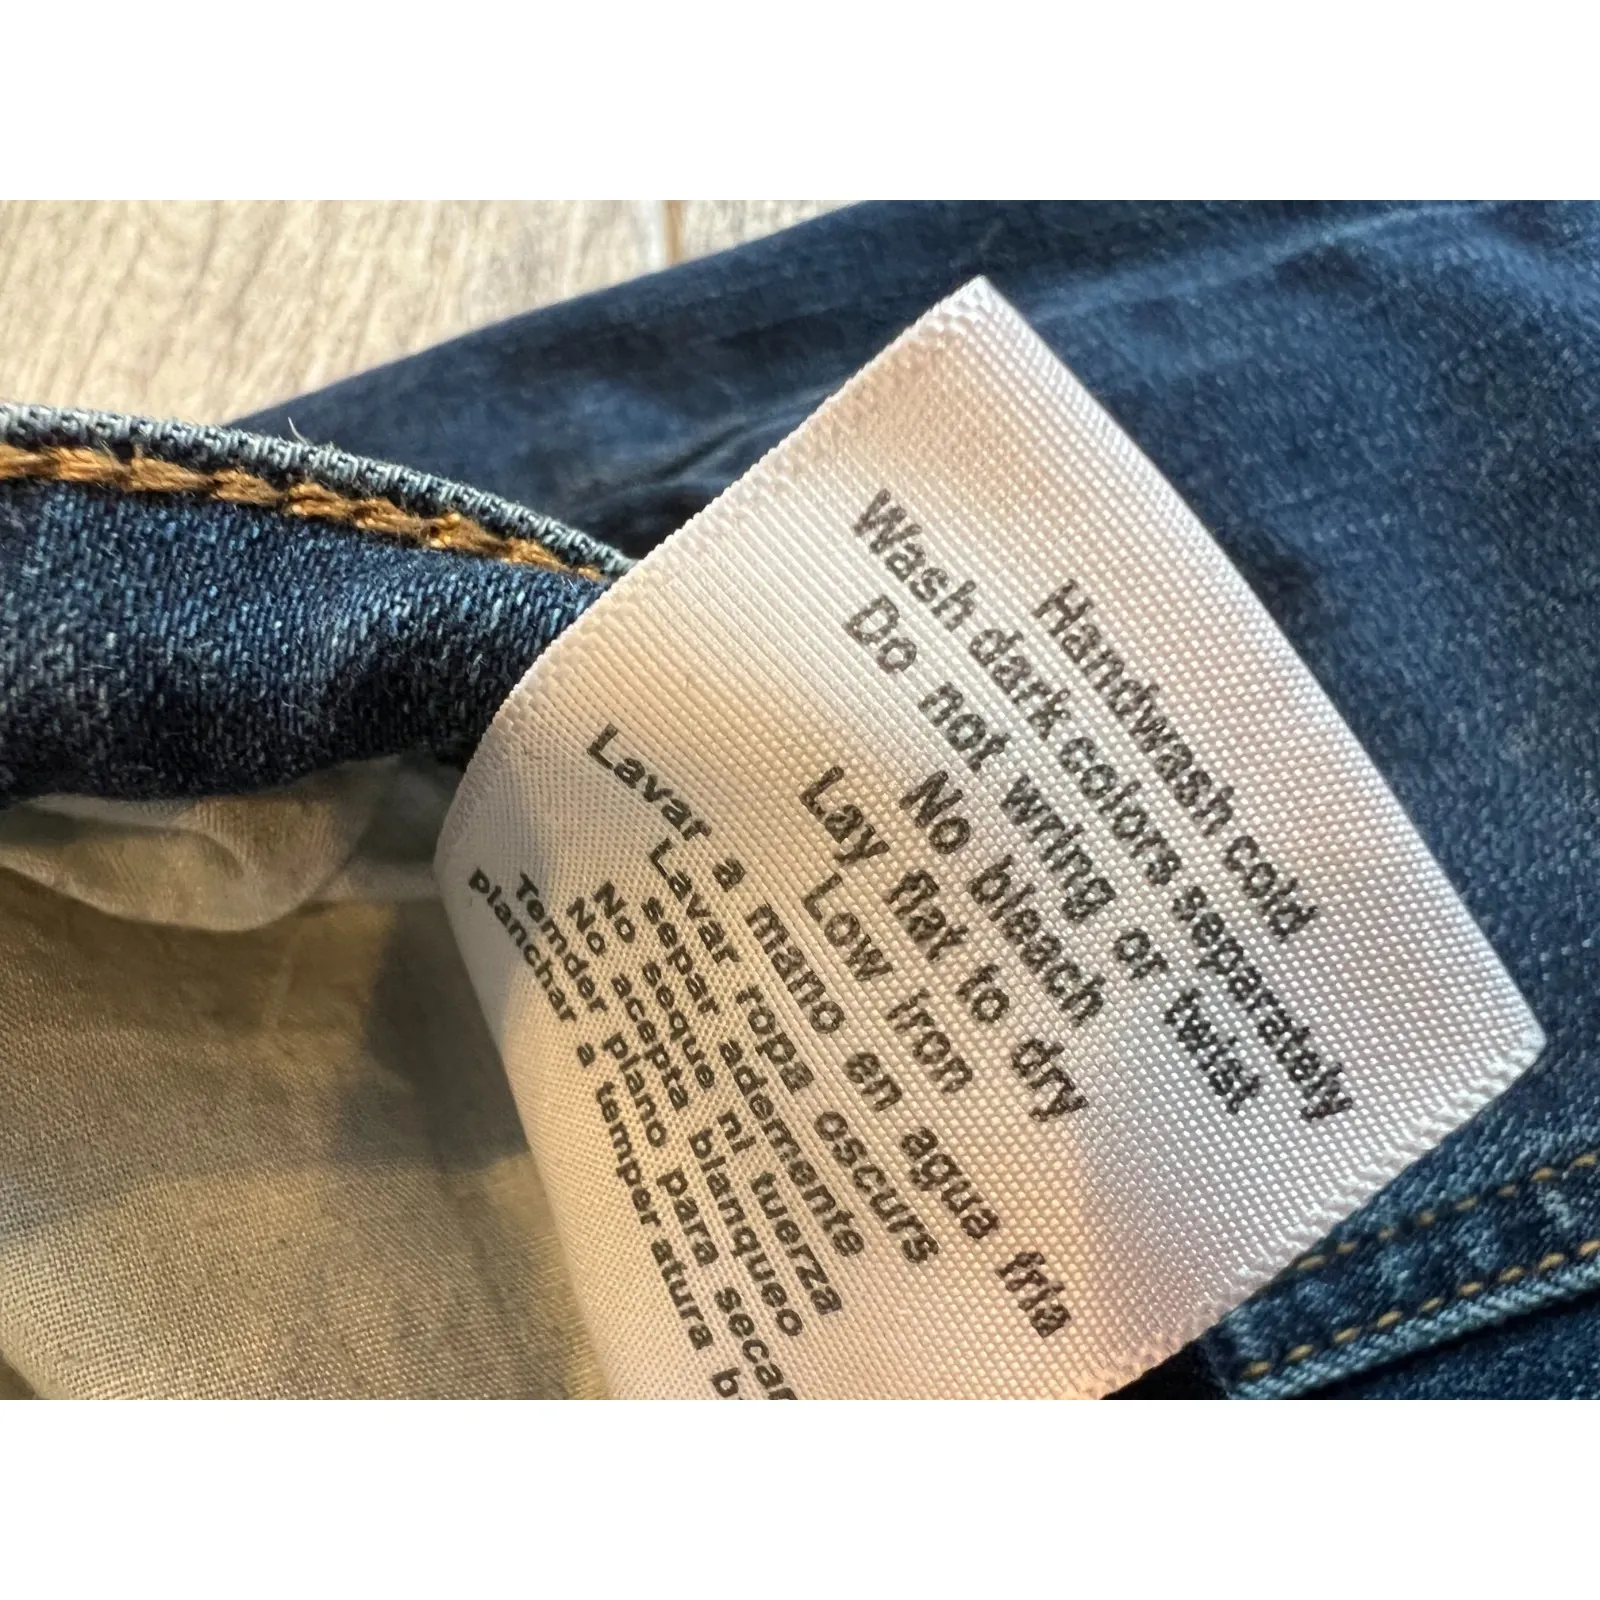 Handwash cold
Wash dark colors separately
Do not wring or twist
No bleach
Lay flat to dry
Low iron
Lavar a mano en agua fria
Lavar ropa oscurs
separ ademente
No seque ni tuerza
No acepta blanqueo
Temder plano para secar
planchar a temper atura b